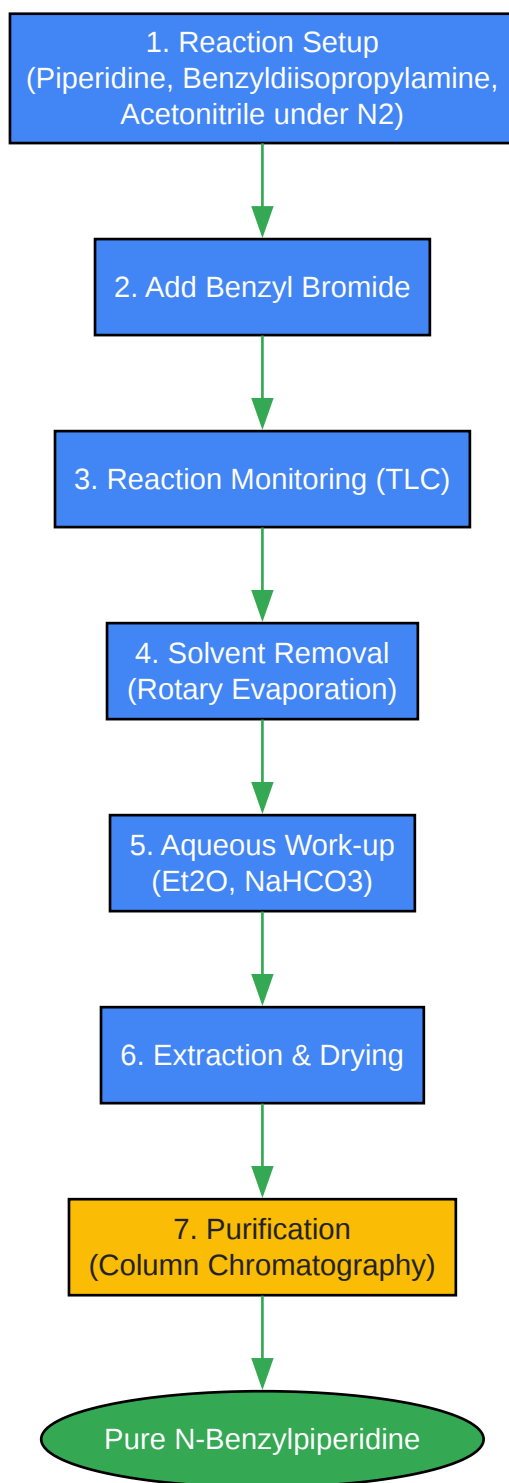 1. Reaction Setup
(Piperidine, Benzyldiisopropylamine,
Acetonitrile under N2)
2. Add Benzyl Bromide
3. Reaction Monitoring (TLC)
4. Solvent Removal
(Rotary Evaporation)
5. Aqueous Work-up
(Et2O, NaHCO3)
6. Extraction & Drying
7. Purification
(Column Chromatography)
Pure N-Benzylpiperidine